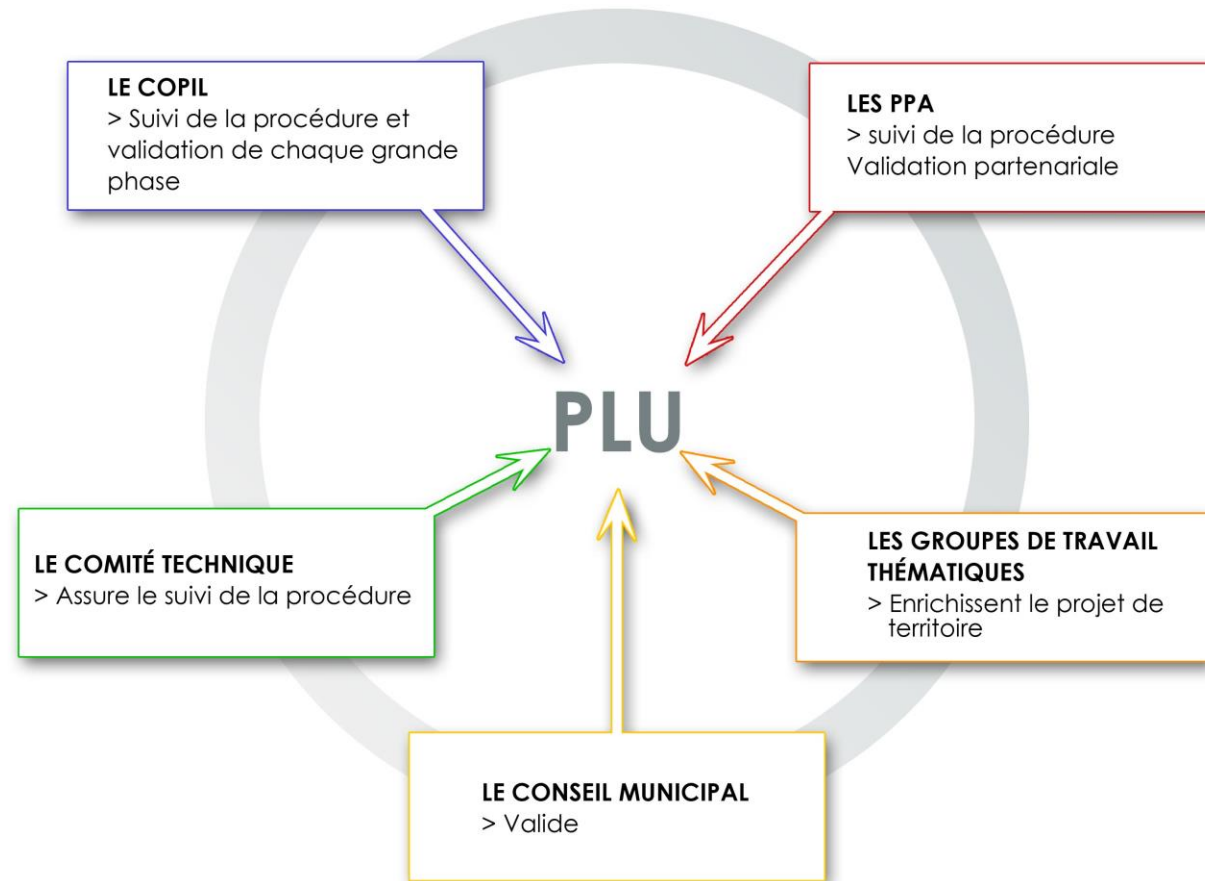 LE COPIL
> Suivi de la procédure et
validation de chaque grande
phase
LES PPA
> suivi de la procédure
Validation partenariale
PLU
LE COMITÉ TECHNIQUE
> Assure le suivi de la procédure
LES GROUPES DE TRAVAIL
THÉMATIQUES
> Enrichissent le projet de
territoire
LE CONSEIL MUNICIPAL
> Valide